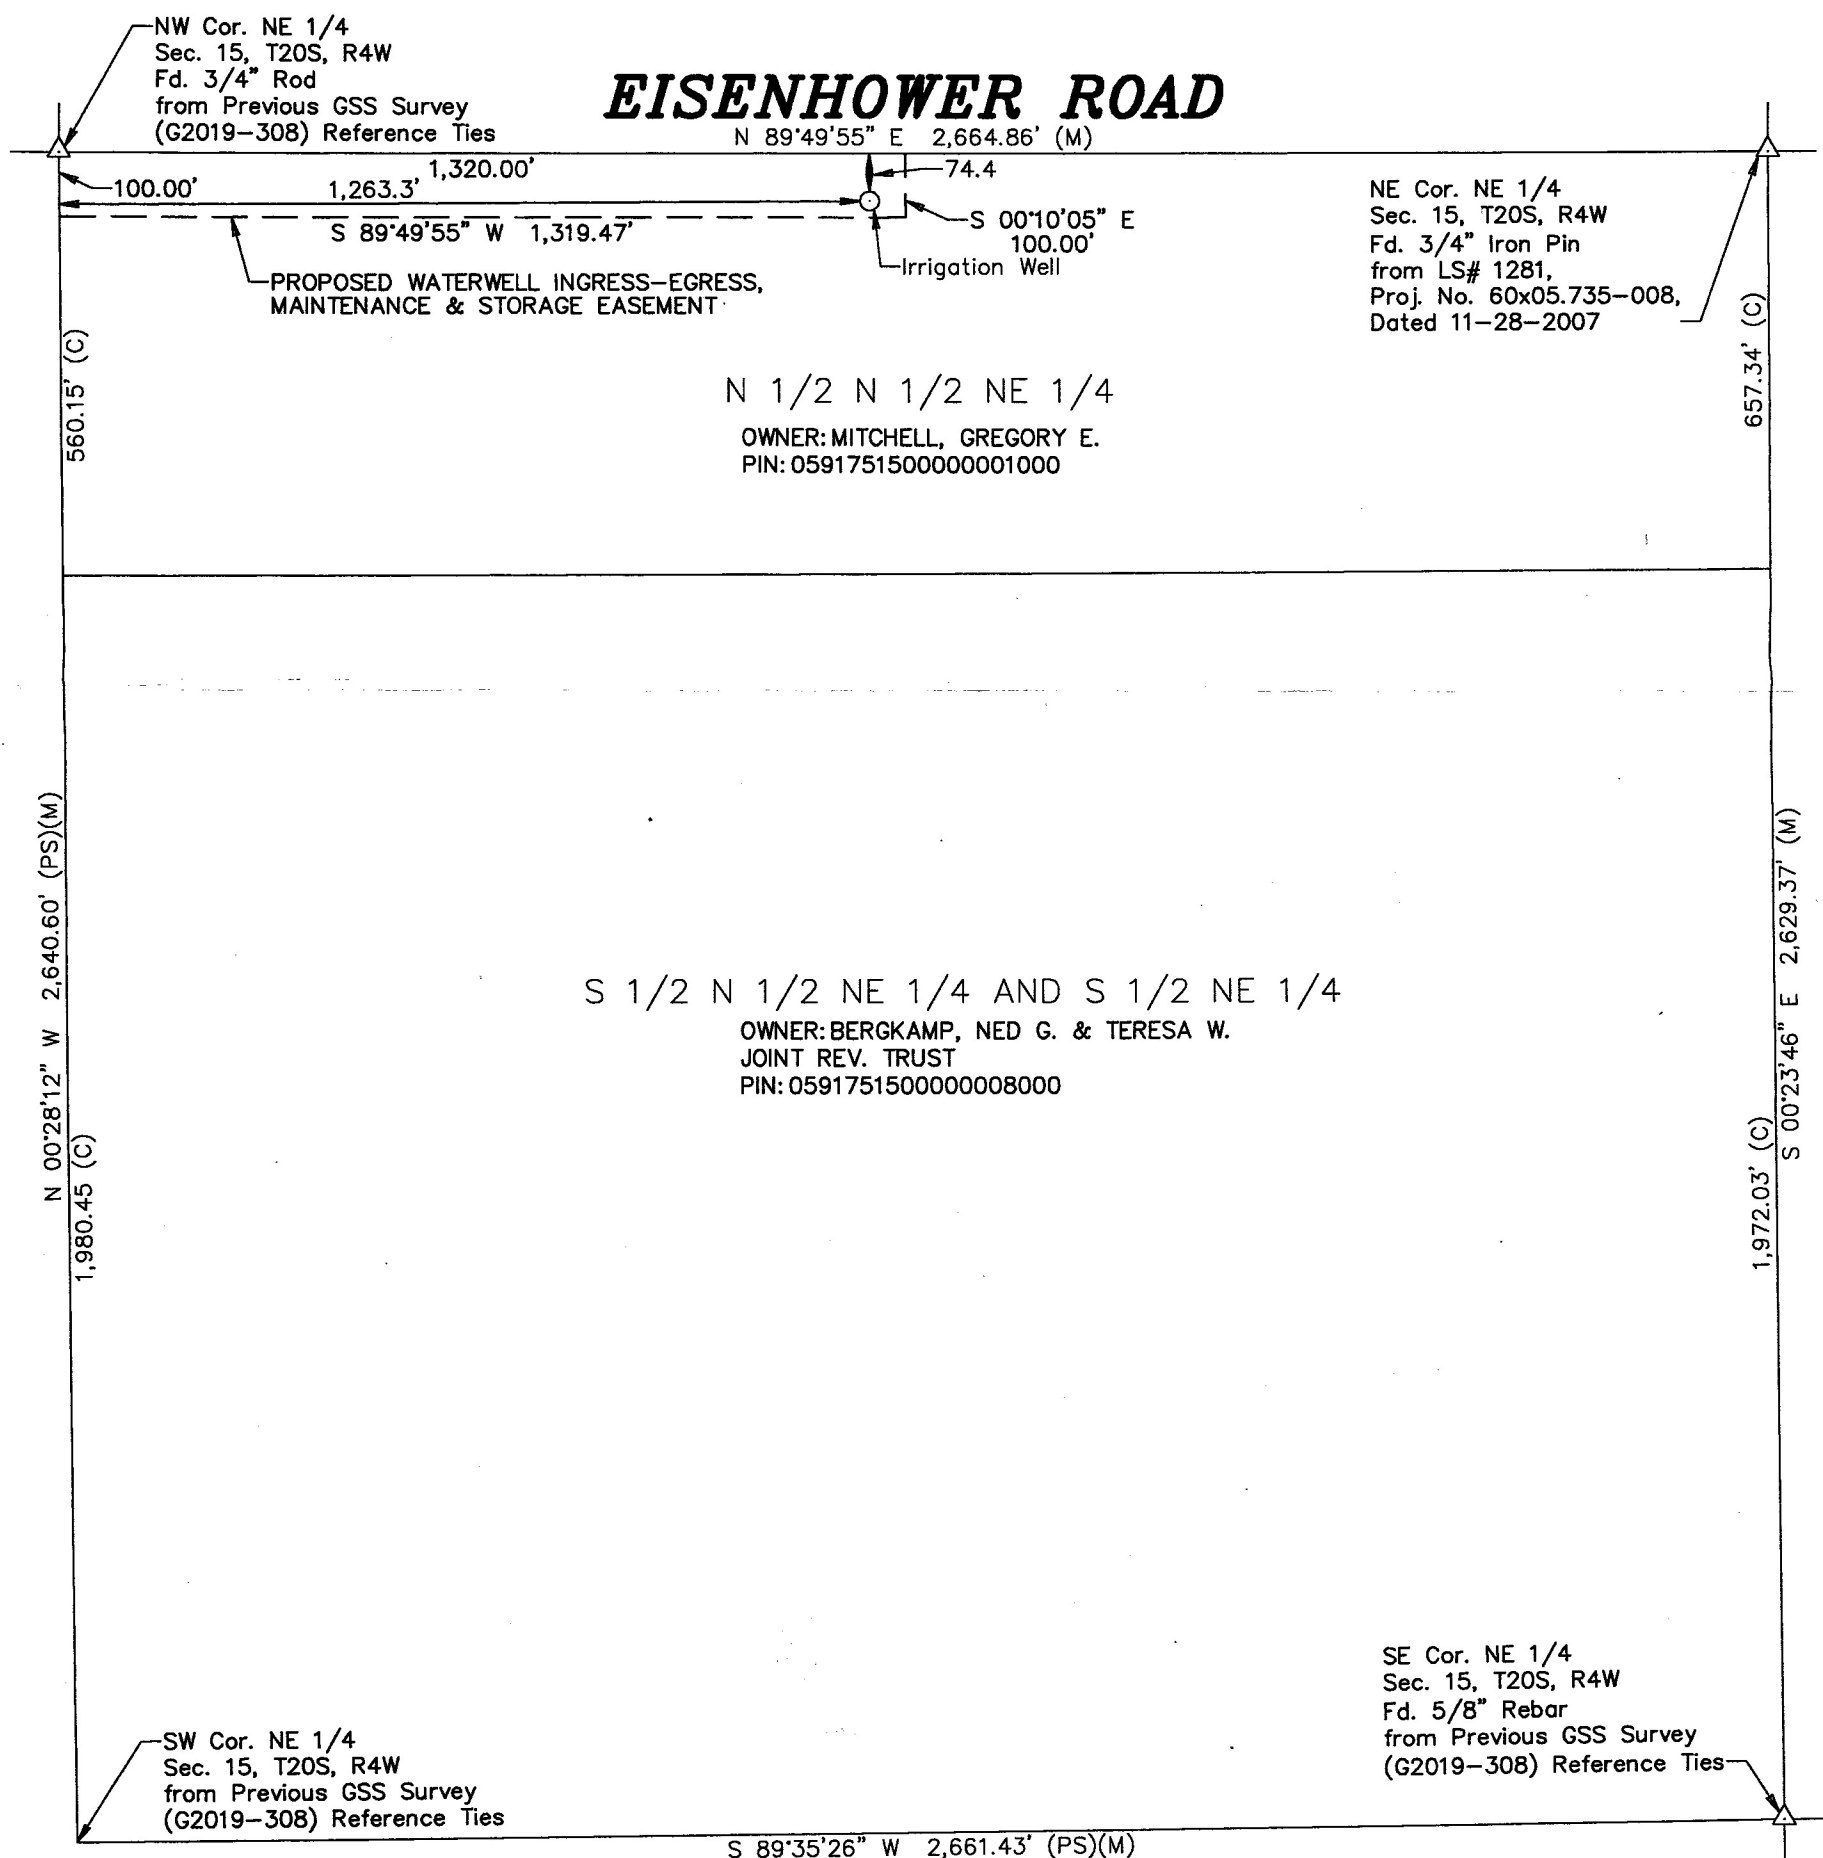 NW Cor. NE 1/4
Sec. 15, T20S, R4W
Fd. 3/4" Rod
from Previous GSS Survey
(G2019-308) Reference Ties
EISENHOWER ROAD
N 89°49'55" E 2,664.86' (M)
1,320.00'
74.4
100.00'
1,263.3'
S 89°49'55" W 1,319.47'
S 00°10'05" E
100.00'
Irrigation Well
PROPOSED WATERWELL INGRESS-EGRESS,
MAINTENANCE & STORAGE EASEMENT
NE Cor. NE 1/4
Sec. 15, T20S, R4W
Fd. 3/4" Iron Pin
from LS# 1281,
Proj. No. 60x05.735-008,
Dated 11-28-2007
560.15' (C)
657.34' (C)
N 1/2 N 1/2 NE 1/4
OWNER: MITCHELL, GREGORY E.
PIN: 0591751500000001000
N 00°28'12" W 2,640.60' (PS)(M)
S 00°23'46" E 2,629.37' (M)
S 1/2 N 1/2 NE 1/4 AND S 1/2 NE 1/4
OWNER: BERGKAMP, NED G. & TERESA W.
JOINT REV. TRUST
PIN: 0591751500000008000
1,980.45 (C)
1,972.03' (C)
SW Cor. NE 1/4
Sec. 15, T20S, R4W
from Previous GSS Survey
(G2019-308) Reference Ties
SE Cor. NE 1/4
Sec. 15, T20S, R4W
Fd. 5/8" Rebar
from Previous GSS Survey
(G2019-308) Reference Ties
S 89°35'26" W 2,661.43' (PS)(M)